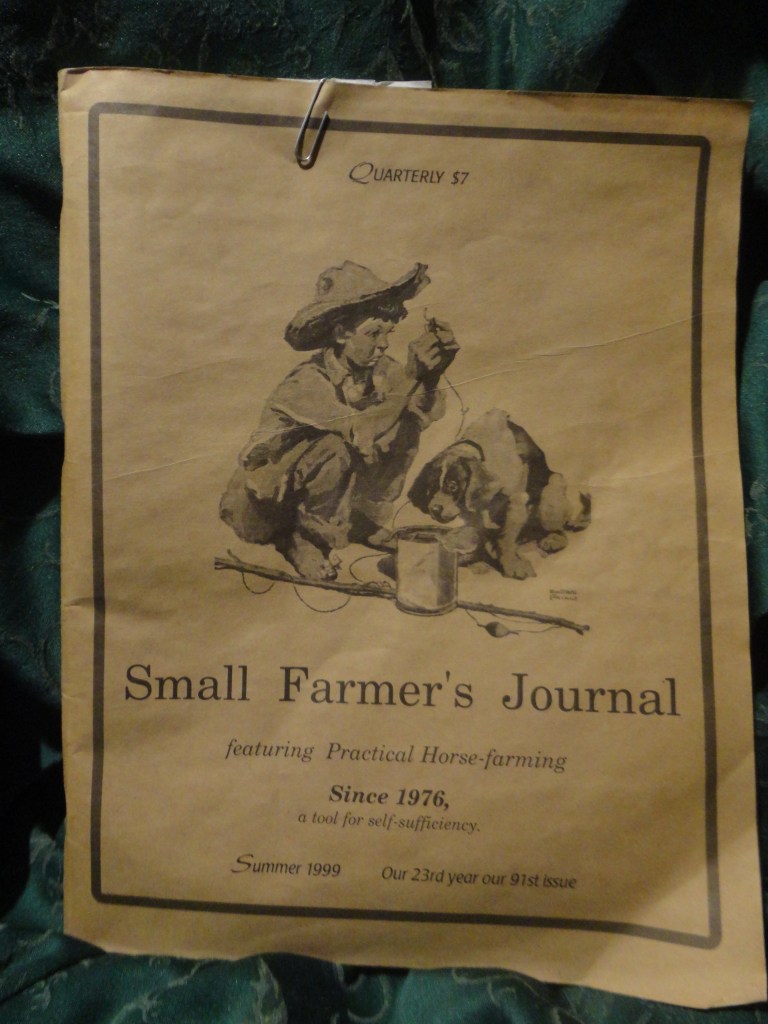 QUARTERLY $7
Small Farmer's Journal
featuring Practical Horse-farming
Since 1976,
a tool for self-sufficiency.
Summer 1999 Our 23rd year our 91st issue